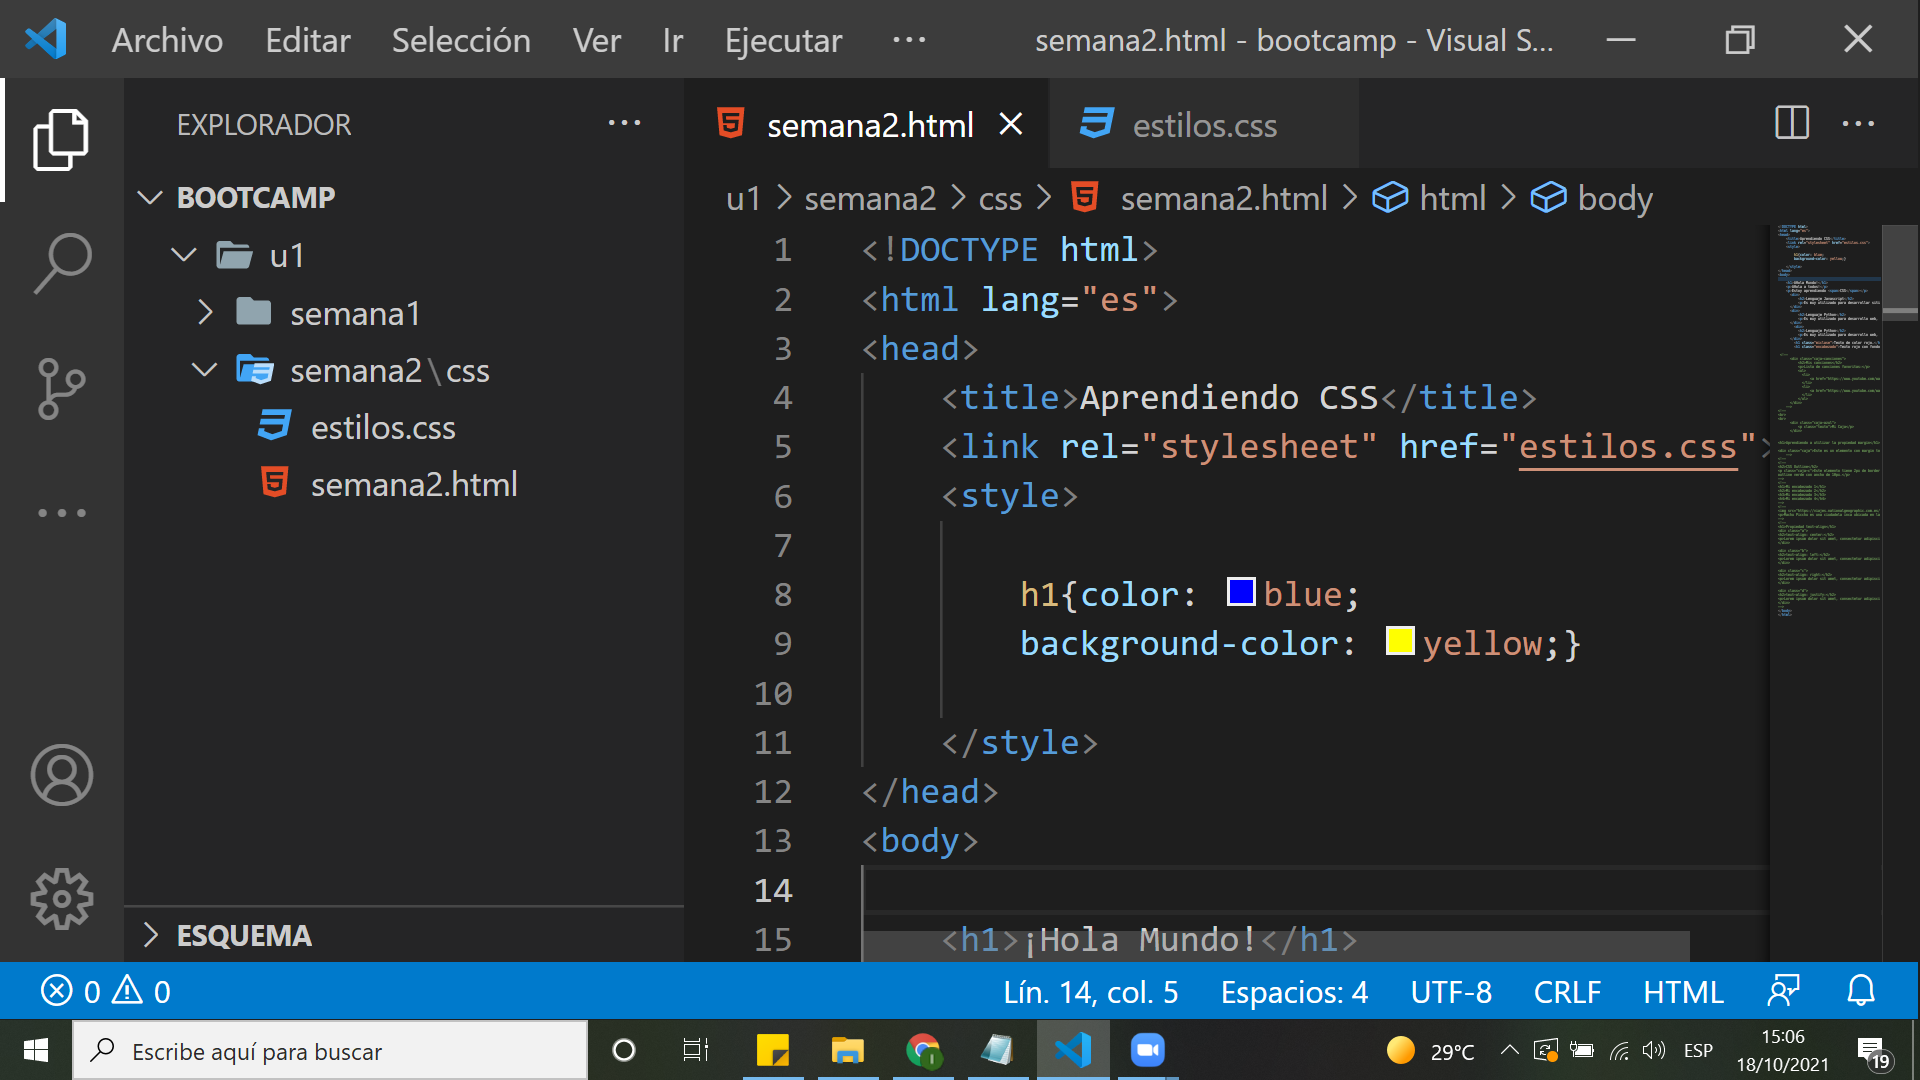 Archivo Editar Selección Ver Ir Ejecutar ··· semana2.html - bootcamp - Visual S...
EXPLORADOR
BOOTCAMP
u1
semana1
semana2\css
estilos.css
semana2.html
ESQUEMA
semana2.html estilos.css
u1 > semana2 > css > semana2.html > html > body
1 <!DOCTYPE html>
2 <html lang="es">
3 <head>
4 <title>Aprendiendo CSS</title>
5 <link rel="stylesheet" href="estilos.css">
6 <style>
7
8 h1{color: blue;
9 background-color: yellow;}
10
11 </style>
12 </head>
13 <body>
14
15 <h1>¡Hola Mundo!</h1>
0 0 Lín. 14, col. 5 Espacios: 4 UTF-8 CRLF HTML
Escribe aquí para buscar
29°C ESP 15:06
18/10/2021
19